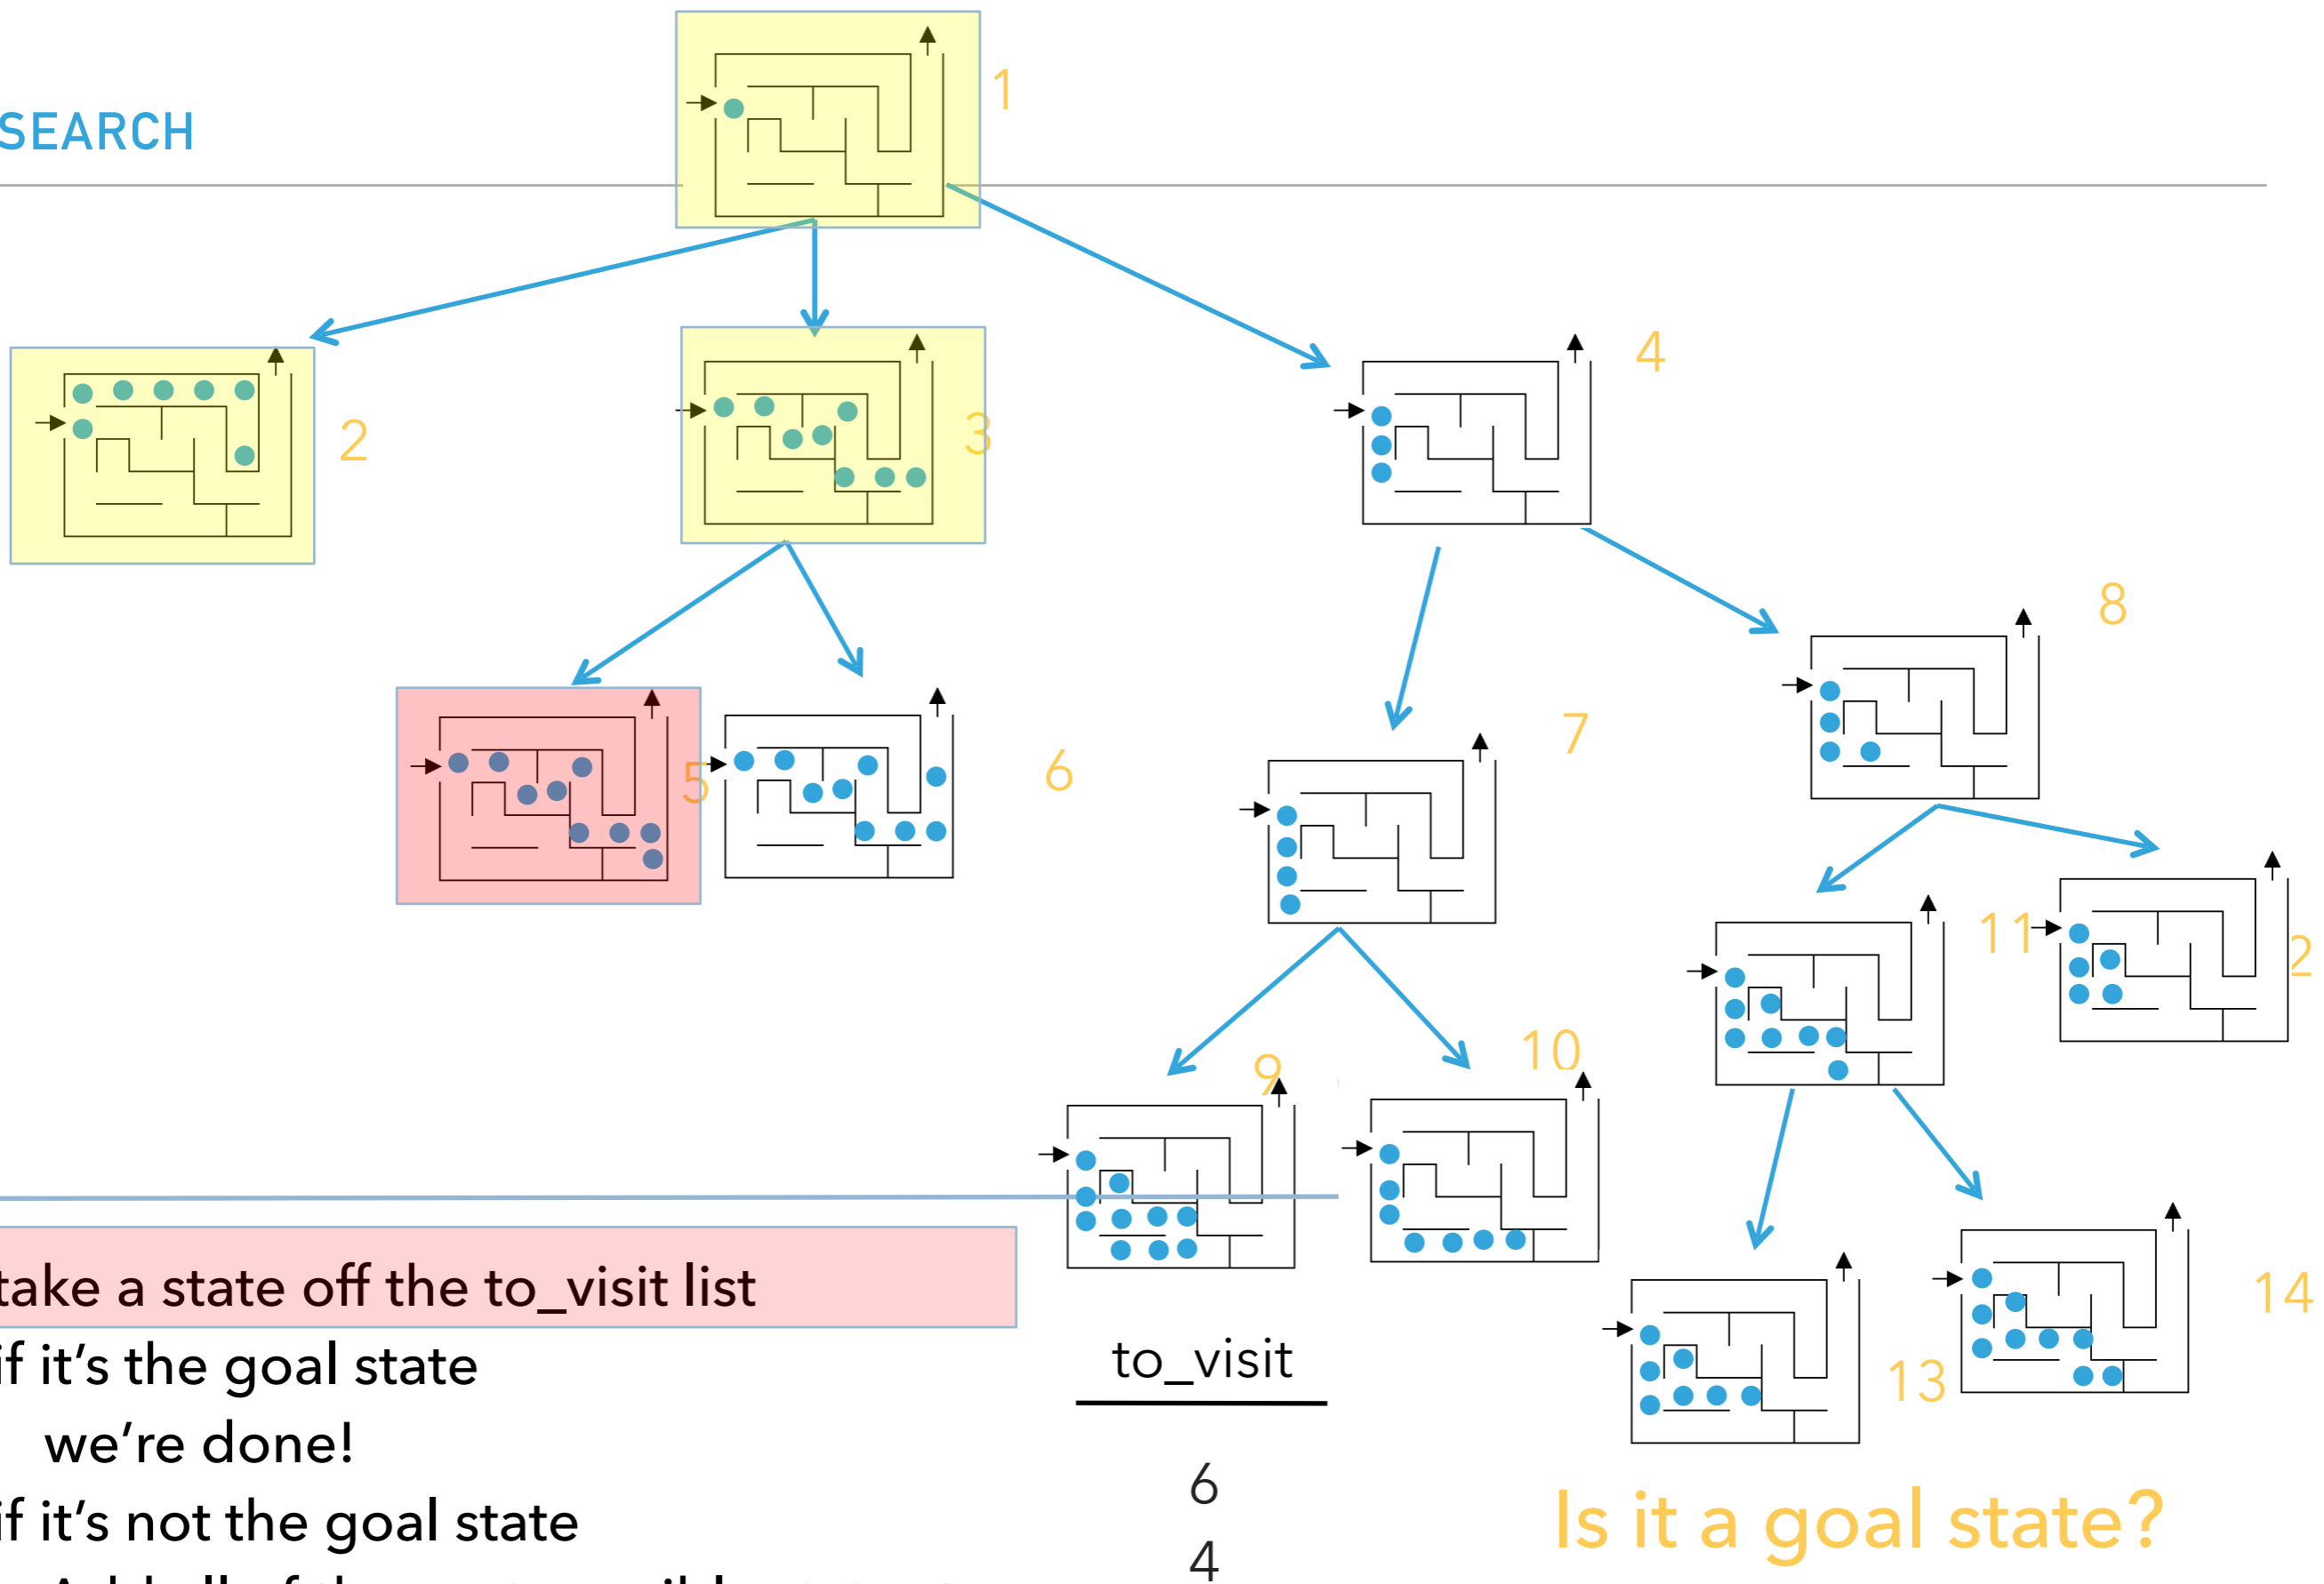 SEARCH
1
2
3
4
5
6
7
8
9
10
11
2
13
14
take a state off the to_visit list
if it's the goal state
we're done!
if it's not the goal state
to_visit
6
4
Is it a goal state?